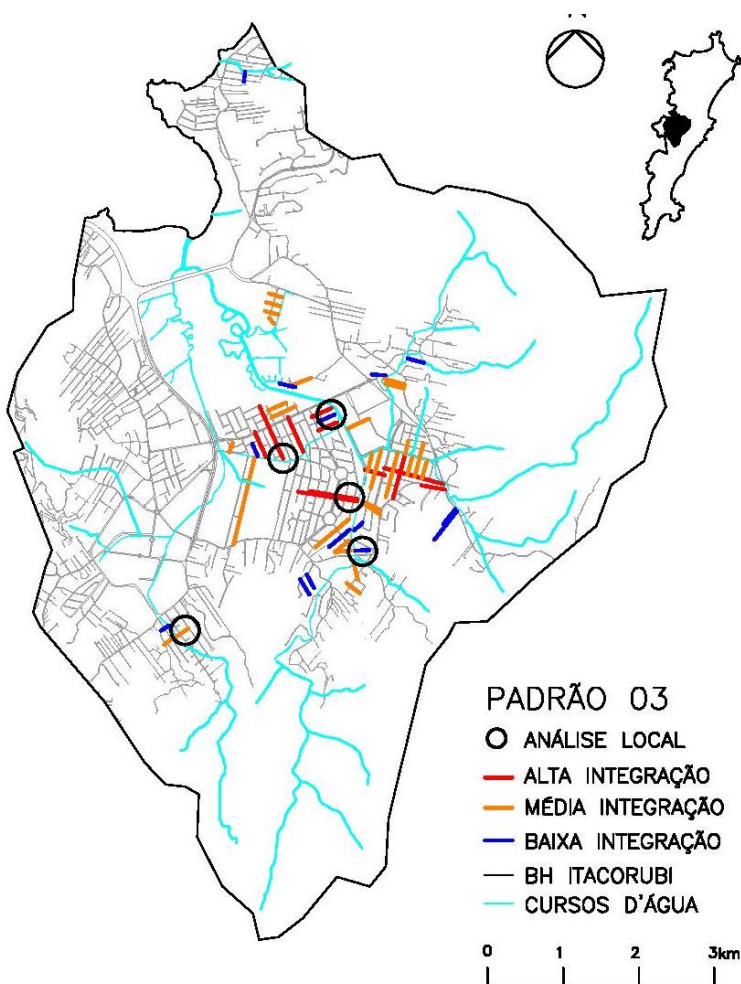 PADRÃO 03
ANÁLISE LOCAL
ALTA INTEGRAÇÃO
MÉDIA INTEGRAÇÃO
BAIXA INTEGRAÇÃO
BH ITACORUBI
CURSOS D'ÁGUA
0 1 2 3km